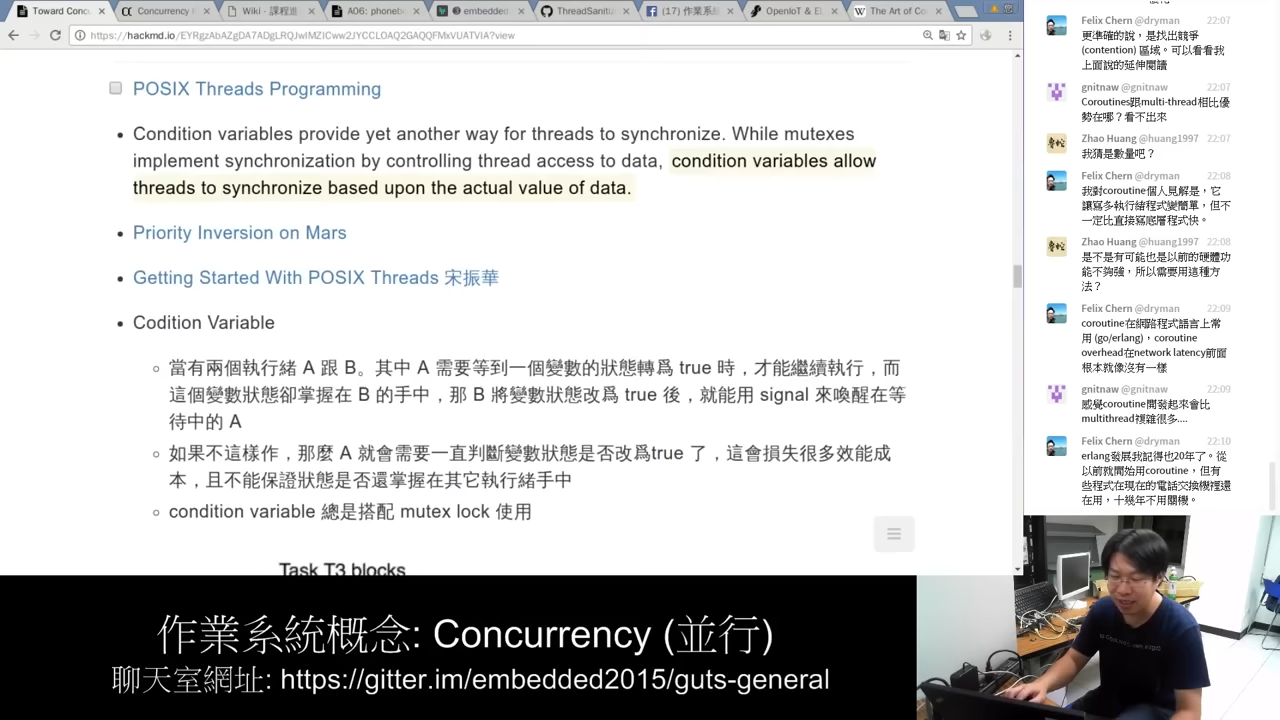 Toward Conc
Concurrency
Wiki - 課程進
A06: phoneb
❸ embedded
ThreadSaniti
(17) 作業系統
OpenIoT & EL
The Art of Co
https://hackmd.io/EYRgzAbAZgDA7ADgLRQJwIMZICww2JYCCLOAQ2GAQQFMxVUATVIA?view
POSIX Threads Programming
• Condition variables provide yet another way for threads to synchronize. While mutexes
implement synchronization by controlling thread access to data, condition variables allow
threads to synchronize based upon the actual value of data.
• Priority Inversion on Mars
• Getting Started With POSIX Threads 宋振華
• Codition Variable
◦ 當有兩個執行緒 A 跟 B。其中 A 需要等到一個變數的狀態轉爲 true 時，才能繼續執行，而
這個變數狀態卻掌握在 B 的手中，那 B 將變數狀態改爲 true 後，就能用 signal 來喚醒在等
待中的 A
◦ 如果不這樣作，那麼 A 就會需要一直判斷變數狀態是否改爲true 了，這會損失很多效能成
本，且不能保證狀態是否還掌握在其它執行緒手中
◦ condition variable 總是搭配 mutex lock 使用
Task T3 blocks
Felix Chern @dryman 22:07
更準確的說，是找出競爭
(contention) 區域。可以看看我
上面說的延伸閱讀
gnitnaw @gnitnaw 22:07
Coroutines跟multi-thread相比優
勢在哪？看不出來
Zhao Huang @huang1997 22:07
我猜是數量吧？
Felix Chern @dryman 22:08
我對coroutine個人見解是，它
讓寫多執行緒程式變簡單，但不
一定比直接寫底層程式快。
Zhao Huang @huang1997 22:08
是不是有可能也是以前的硬體功
能不夠強，所以需要用這種方
法？
Felix Chern @dryman 22:09
coroutine在網路程式語言上常
用 (go/erlang)，coroutine
overhead在network latency前面
根本就像沒有一樣
gnitnaw @gnitnaw 22:09
感覺coroutine開發起來會比
multithread複雜很多....
Felix Chern @dryman 22:10
erlang發展我記得也20年了。從
以前就開始用coroutine，但有
些程式在現在的電話交換機裡還
在用，十幾年不用關機。
作業系統概念: Concurrency (並行)
聊天室網址: https://gitter.im/embedded2015/guts-general